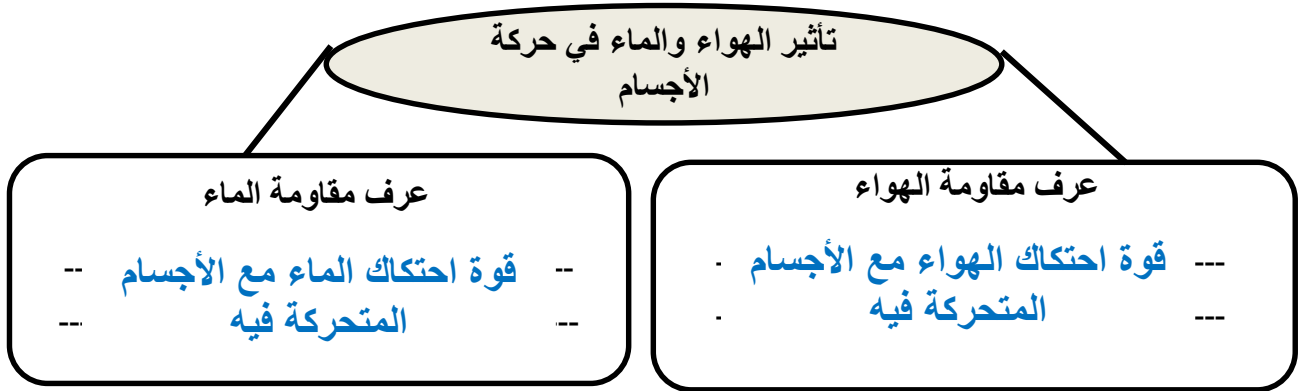 تأثير الهواء والماء في حركة
الأجسام
عرف مقاومة الهواء
--- قوة احتكاك الهواء مع الأجسام -
--- المتحركة فيه -
عرف مقاومة الماء
-- قوة احتكاك الماء مع الأجسام --
-- المتحركة فيه ---